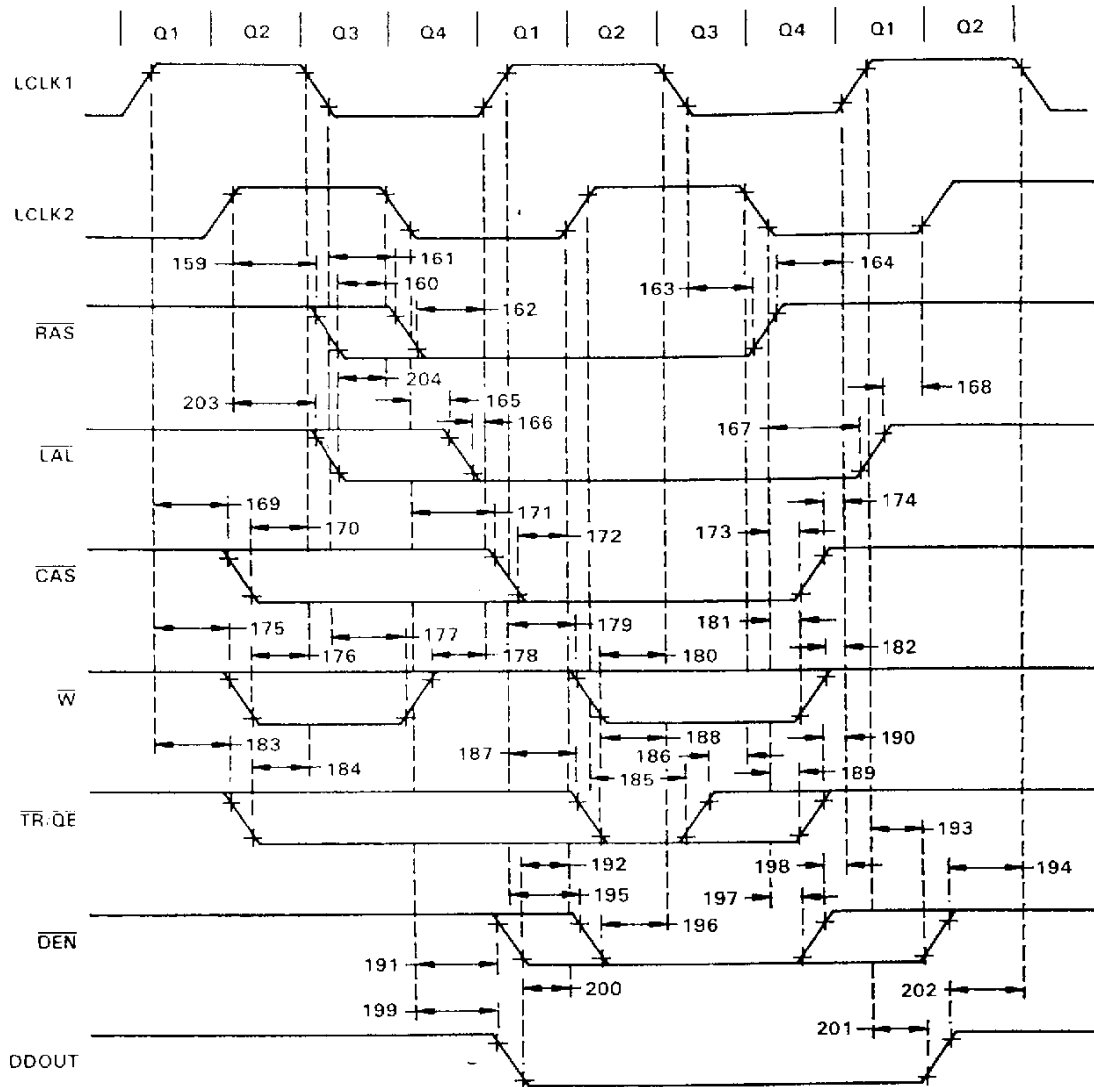 Q1 Q2 Q3 Q4 Q1 Q2 Q3 Q4 Q1 Q2
LCLK1
LCLK2
159 161 164
160 163
162
RAS
204 168
203 165
166 167
LAL
169 171 174
170 172 173
CAS
175 177 179 181
176 178 180 182
W
183 187 188 186 190
184 185 189
TR/QE
193
192 198 194
195 197
196
DEN
191
200 202
199 201
DDOUT